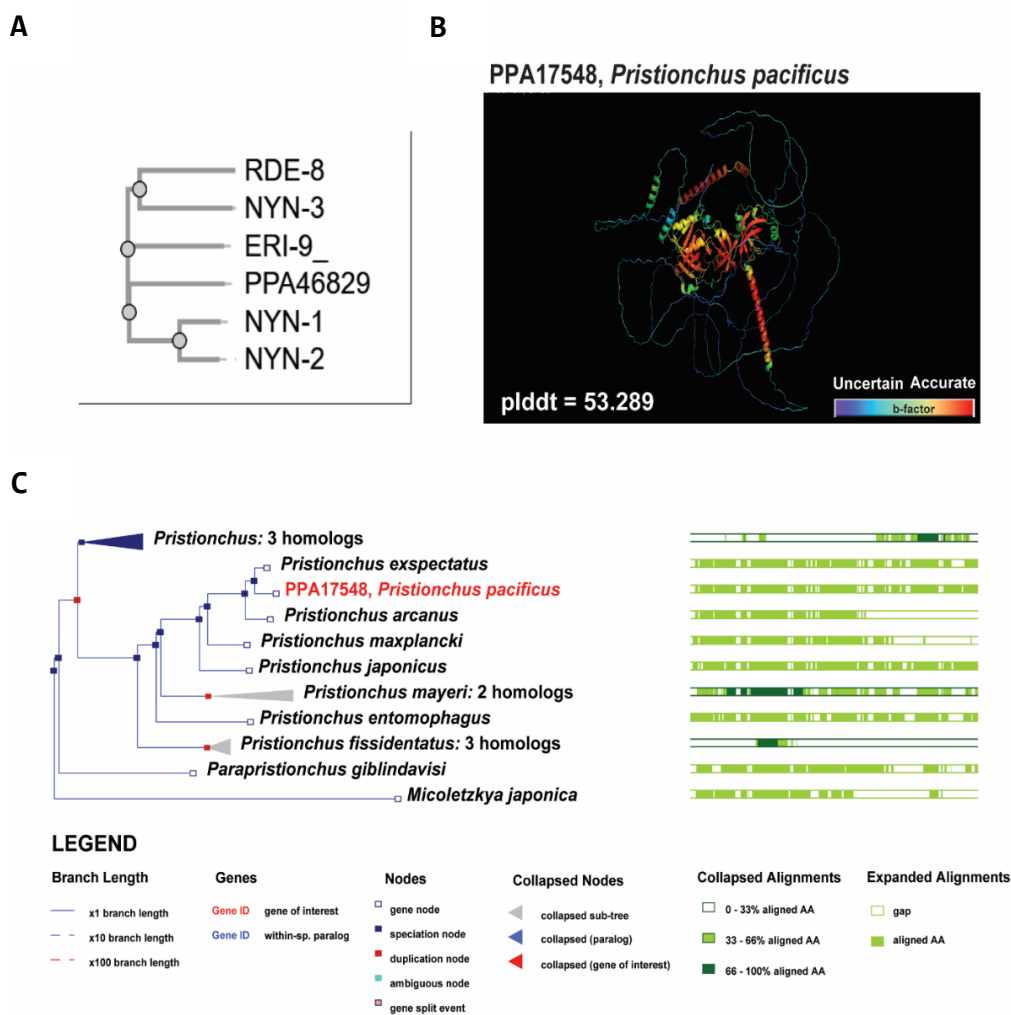 A
RDE-8
NYN-3
ERI-9_
PPA46829
NYN-1
NYN-2
B
PPA17548, Pristionchus pacificus
plddt = 53.289
Uncertain Accurate
b-factor
C
Pristionchus: 3 homologs
Pristionchus exspectatus
PPA17548, Pristionchus pacificus
Pristionchus arcanus
Pristionchus maxplancki
Pristionchus japonicus
Pristionchus mayeri: 2 homologs
Pristionchus entomophagus
Pristionchus fissidentatus: 3 homologs
Parapristionchus giblindavisi
Micoletzkya japonica
LEGEND
Branch Length
x1 branch length
x10 branch length
x100 branch length
Genes
Gene ID gene of interest
Gene ID within-sp. paralog
Nodes
gene node
speciation node
duplication node
ambiguous node
gene split event
Collapsed Nodes
collapsed sub-tree
collapsed (paralog)
collapsed (gene of interest)
Collapsed Alignments
0 - 33% aligned AA
33 - 66% aligned AA
66 - 100% aligned AA
Expanded Alignments
gap
aligned AA